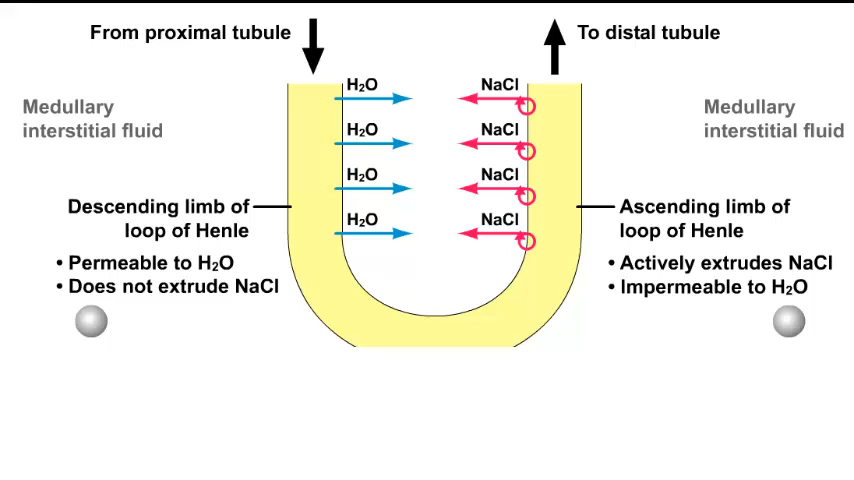 From proximal tubule
To distal tubule
H₂O
NaCl
Medullary
interstitial fluid
Medullary
interstitial fluid
H₂O
NaCl
H₂O
NaCl
H₂O
NaCl
Descending limb of
loop of Henle
Ascending limb of
loop of Henle
• Permeable to H₂O
• Does not extrude NaCl
• Actively extrudes NaCl
• Impermeable to H₂O